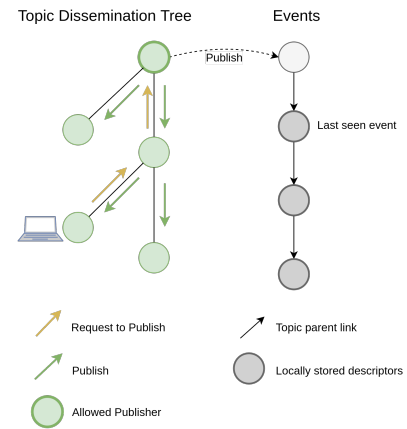 Topic Dissemination Tree
Events
Publish
Last seen event
Request to Publish
Topic parent link
Publish
Locally stored descriptors
Allowed Publisher